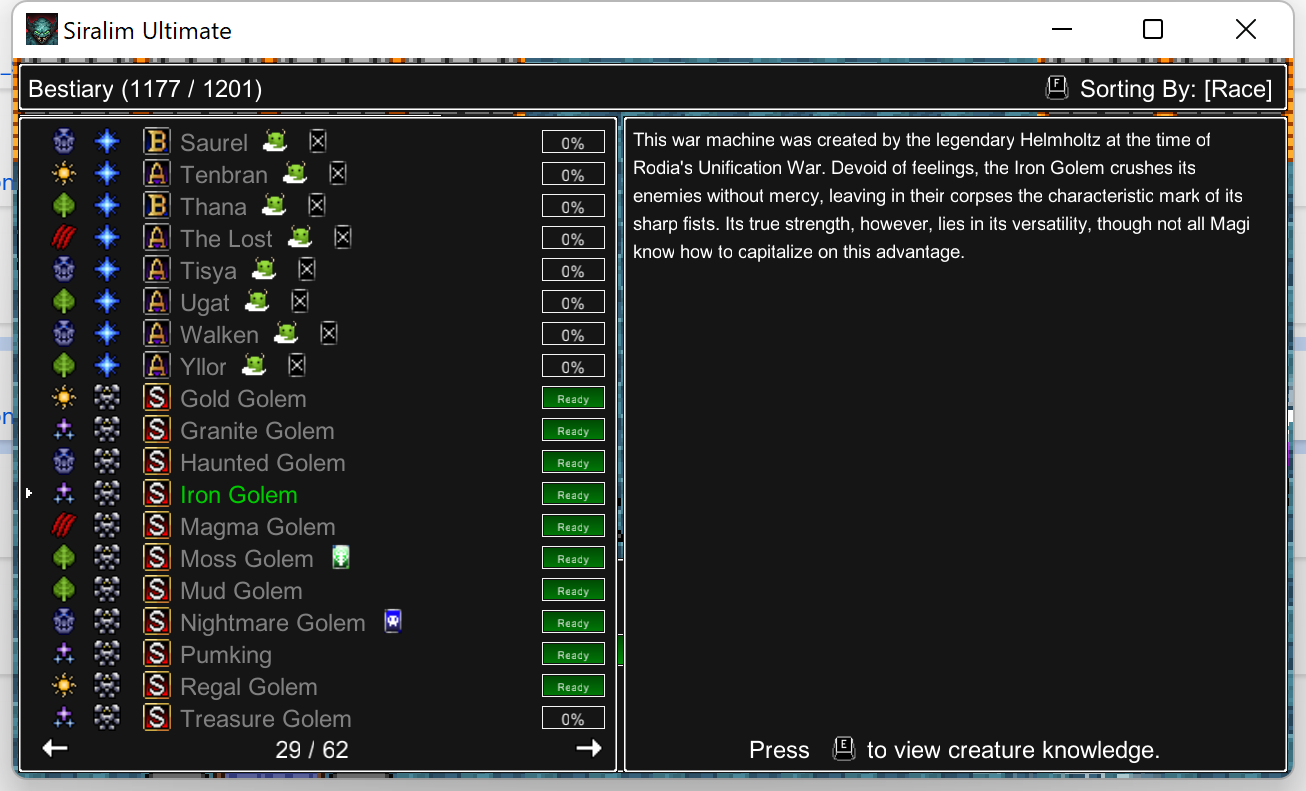 Siralim Ultimate
Bestiary (1177 / 1201)
F Sorting By: [Race]
B Saurel 0%
A Tenbran 0%
B Thana 0%
A The Lost 0%
A Tisya 0%
A Ugat 0%
A Walken 0%
A Yllor 0%
S Gold Golem Ready
S Granite Golem Ready
S Haunted Golem Ready
S Iron Golem Ready
S Magma Golem Ready
S Moss Golem Ready
S Mud Golem Ready
S Nightmare Golem Ready
S Pumking Ready
S Regal Golem Ready
S Treasure Golem 0%
29 / 62
This war machine was created by the legendary Helmholtz at the time of
Rodia's Unification War. Devoid of feelings, the Iron Golem crushes its
enemies without mercy, leaving in their corpses the characteristic mark of its
sharp fists. Its true strength, however, lies in its versatility, though not all Magi
know how to capitalize on this advantage.
Press E to view creature knowledge.